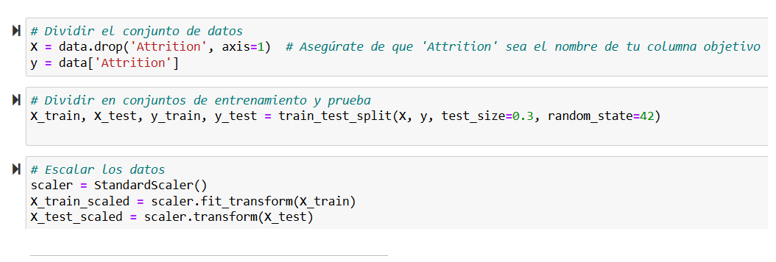 # Dividir el conjunto de datos
X = data.drop('Attrition', axis=1)  # Asegúrate de que 'Attrition' sea el nombre de tu columna objetivo
y = data['Attrition']
# Dividir en conjuntos de entrenamiento y prueba
X_train, X_test, y_train, y_test = train_test_split(X, y, test_size=0.3, random_state=42)
# Escalar los datos
scaler = StandardScaler()
X_train_scaled = scaler.fit_transform(X_train)
X_test_scaled = scaler.transform(X_test)